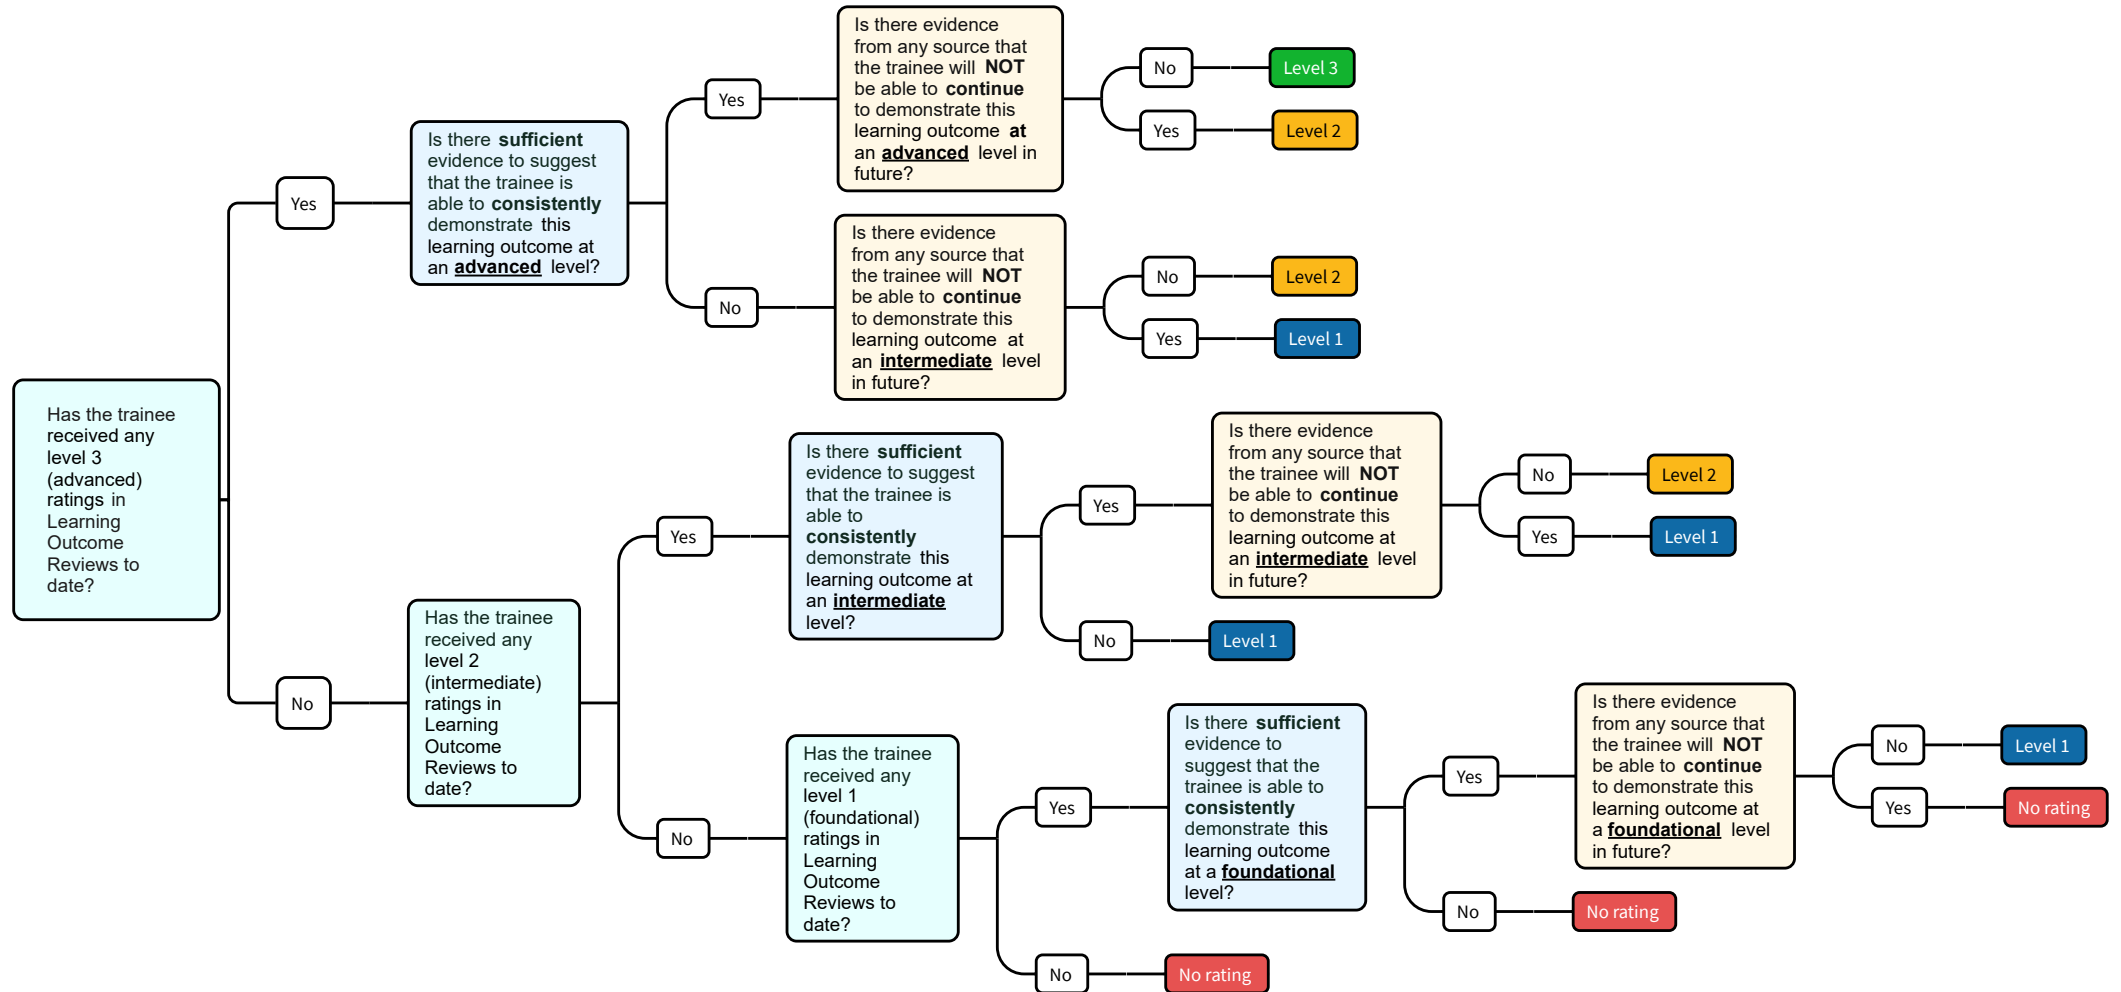 Has the trainee
received any
level 3
(advanced)
ratings in
Learning
Outcome
Reviews to
date?
Yes
Is there sufficient
evidence to suggest
that the trainee is
able to consistently
demonstrate this
learning outcome at
an advanced level?
Yes
Is there evidence
from any source that
the trainee will NOT
be able to continue
to demonstrate this
learning outcome at
an advanced level in
future?
No
Level 3
Yes
Level 2
No
Is there evidence
from any source that
the trainee will NOT
be able to continue
to demonstrate this
learning outcome at
an intermediate level
in future?
No
Level 2
Yes
Level 1
No
Has the trainee
received any
level 2
(intermediate)
ratings in
Learning
Outcome
Reviews to
date?
Yes
Is there sufficient
evidence to suggest
that the trainee is
able to
consistently
demonstrate this
learning outcome at
an intermediate
level?
Yes
Is there evidence
from any source that
the trainee will NOT
be able to continue
to demonstrate this
learning outcome at
an intermediate level
in future?
No
Level 2
Yes
Level 1
No
Level 1
No
Has the trainee
received any
level 1
(foundational)
ratings in
Learning
Outcome
Reviews to
date?
Yes
Is there sufficient
evidence to
suggest that the
trainee is able to
consistently
demonstrate this
learning outcome
at a foundational
level?
Yes
Is there evidence
from any source that
the trainee will NOT
be able to continue
to demonstrate this
learning outcome at
a foundational level
in future?
No
Level 1
Yes
No rating
No
No rating
No
No rating